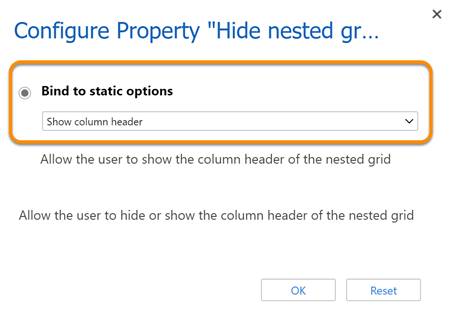 Configure Property "Hide nested gr...
Bind to static options
Show column header
Allow the user to show the column header of the nested grid
Allow the user to hide or show the column header of the nested grid
OK
Reset